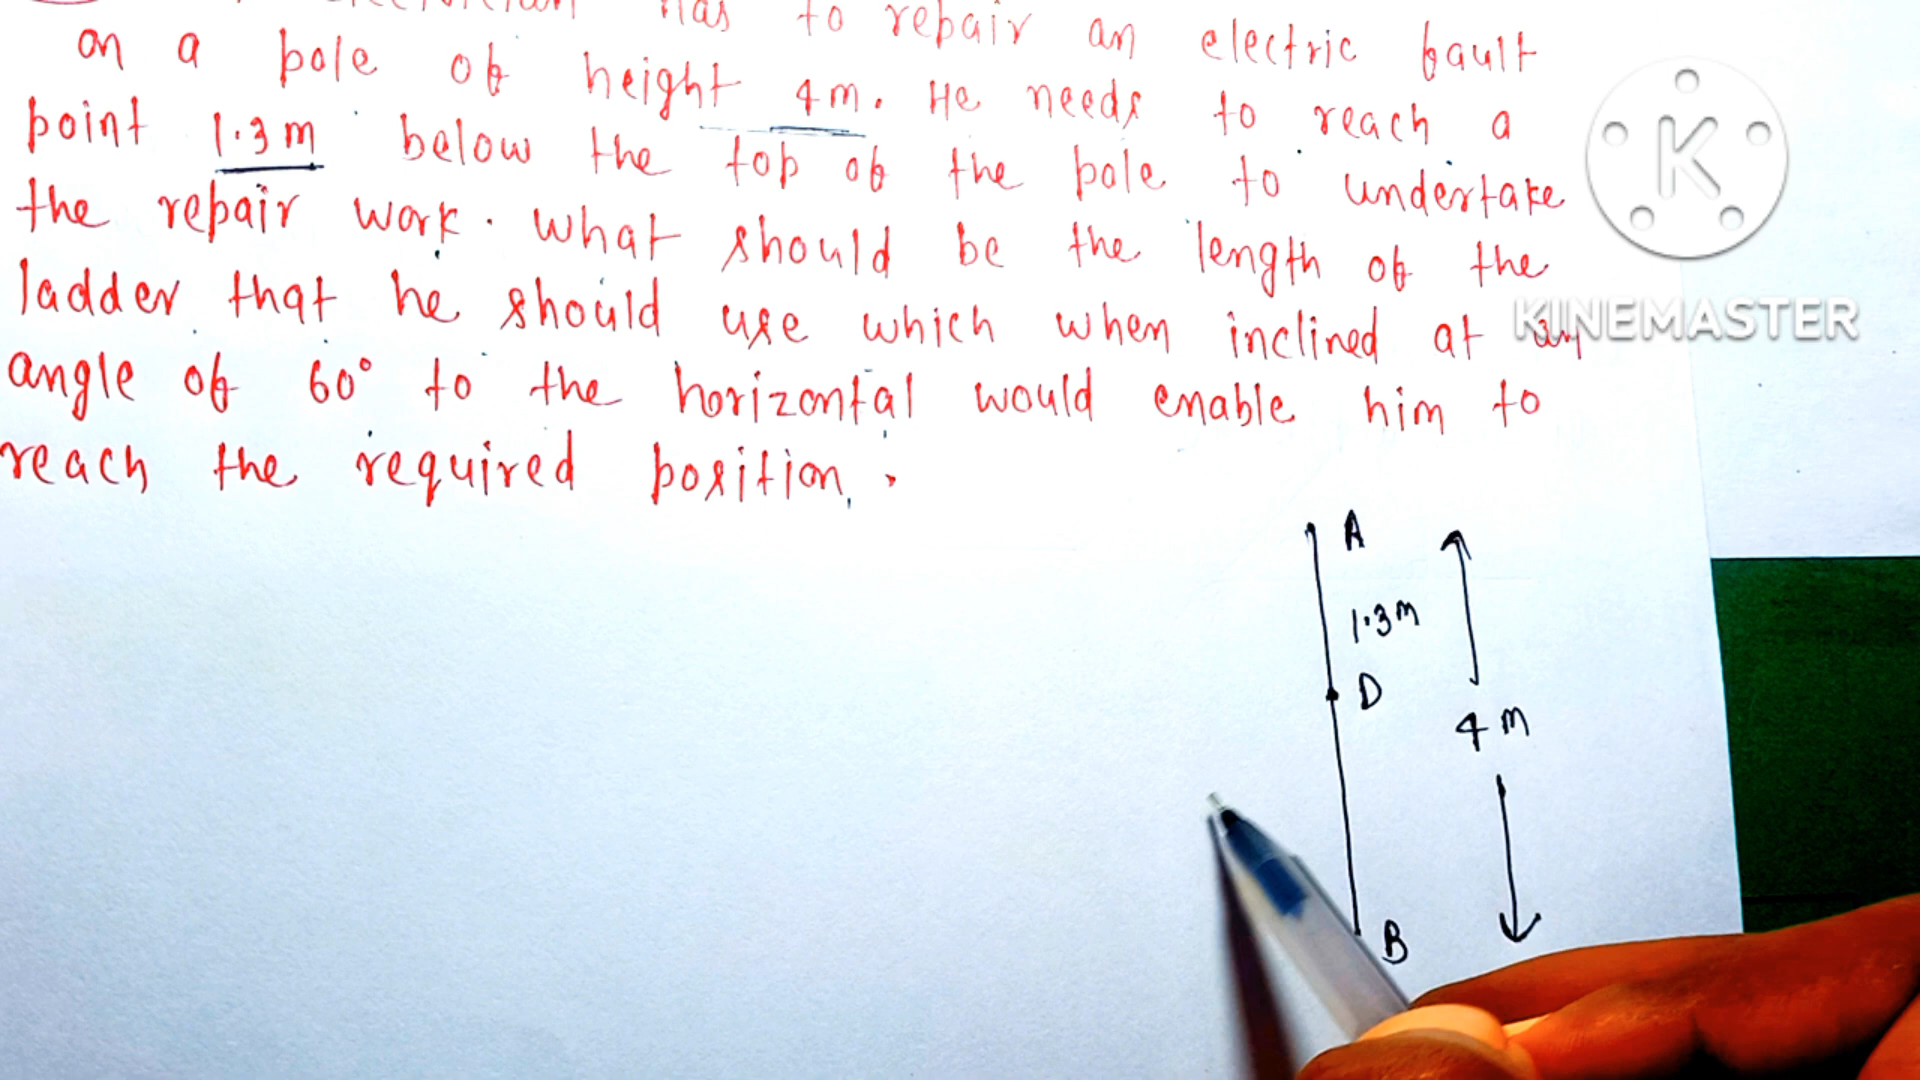 has to repair an electric fault
on a pole of height 4m. He needs to reach a
point 1.3m below the top of the pole to undertake
the repair work. What should be the length of the
ladder that he should use which when inclined at an
angle of 60° to the horizontal would enable him to
reach the required position.
K
KINEMASTER
A
1.3m
D
4 m
B